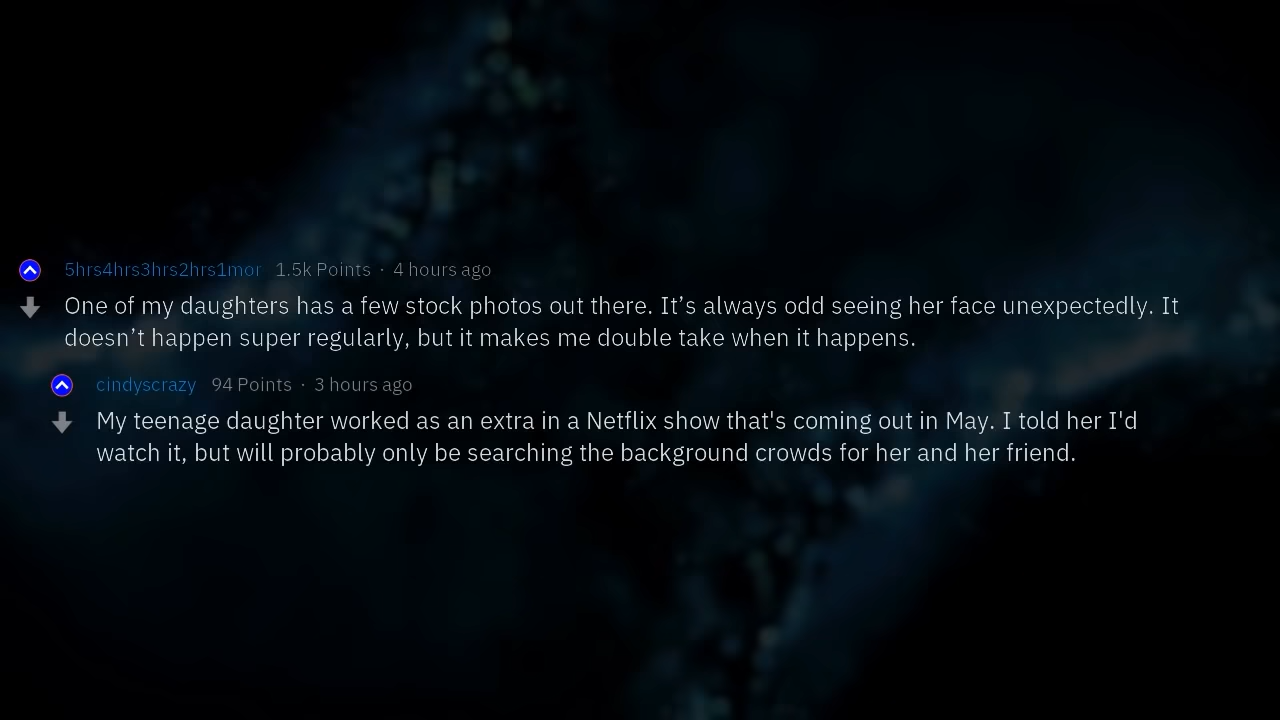 5hrs4hrs3hrs2hrs1mor 1.5k Points · 4 hours ago
One of my daughters has a few stock photos out there. It’s always odd seeing her face unexpectedly. It
doesn’t happen super regularly, but it makes me double take when it happens.
cindyscrazy 94 Points · 3 hours ago
My teenage daughter worked as an extra in a Netflix show that's coming out in May. I told her I'd
watch it, but will probably only be searching the background crowds for her and her friend.